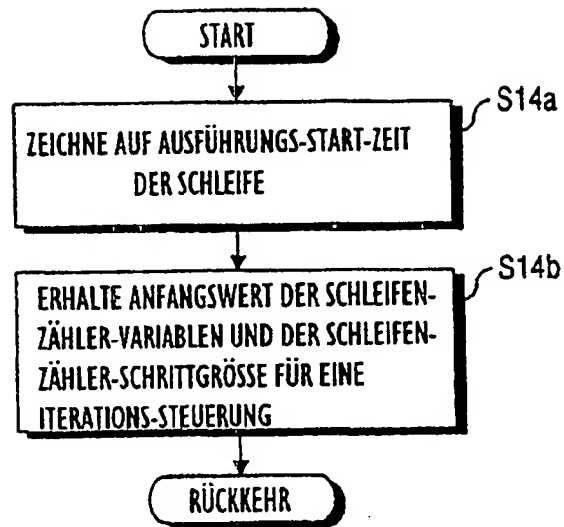 START
S14a
ZEICHNE AUF AUSFÜHRUNGS-START-ZEIT
DER SCHLEIFE
S14b
ERHALTE ANFANGSWERT DER SCHLEIFEN-
ZÄHLER-VARIABLEN UND DER SCHLEIFEN-
ZÄHLER-SCHRITTGRÖSSE FÜR EINE
ITERATIONS-STEUERUNG
RÜCKKEHR